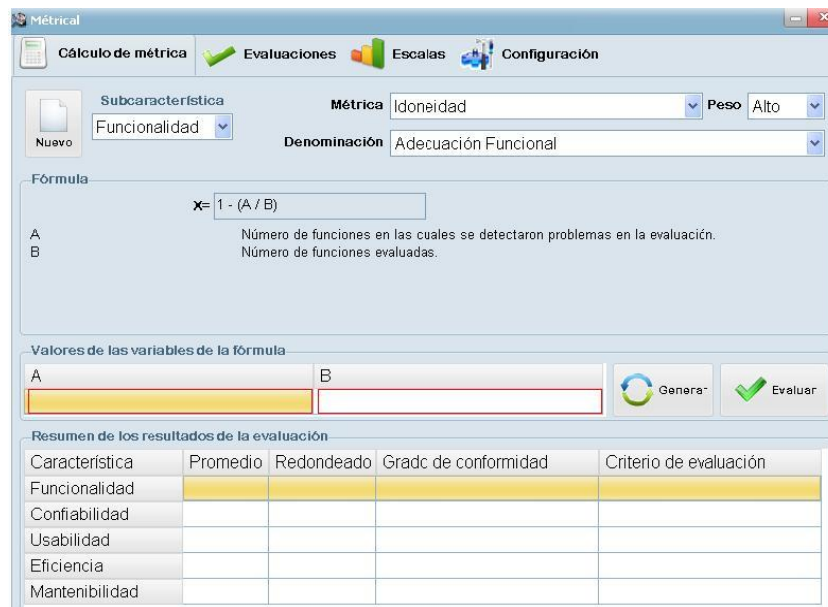 Métrical
Cálculo de métrica Evaluaciones Escalas Configuración
Subcaracterística
Nuevo
Funcionalidad
Métrica Idoneidad Peso Alto
Denominación Adecuación Funcional
Fórmula
x= 1 - (A / B)
A Número de funciones en las cuales se detectaron problemas en la evaluación.
B Número de funciones evaluadas.
Valores de las variables de la fórmula
A B
Generar Evaluar
Resumen de los resultados de la evaluación
Característica Promedio Redondeado Grado de conformidad Criterio de evaluación
Funcionalidad
Confiabilidad
Usabilidad
Eficiencia
Mantenibilidad